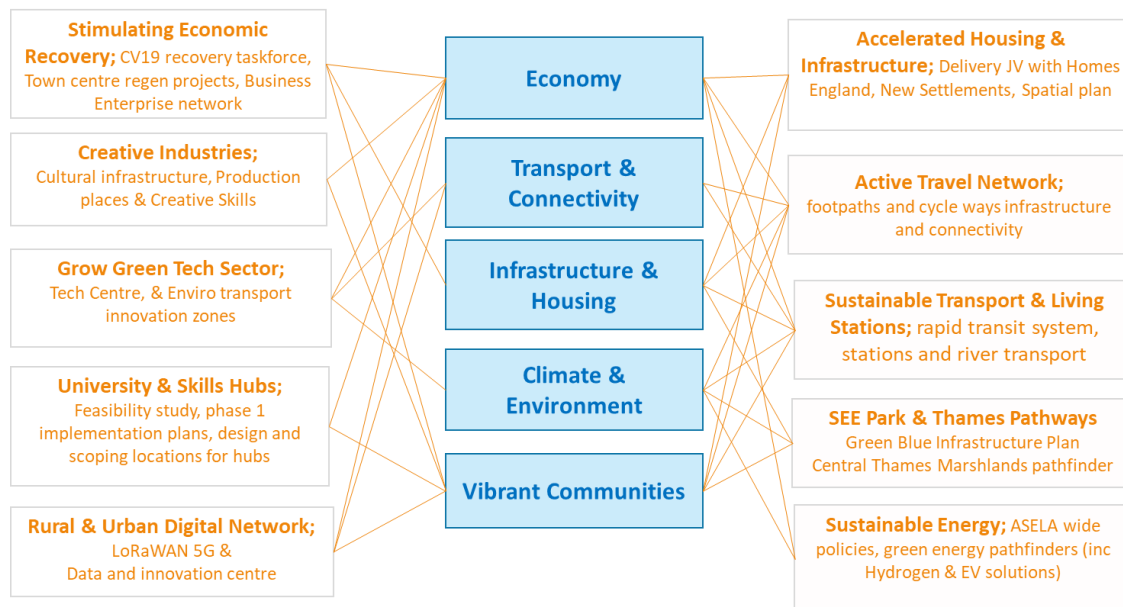 Stimulating Economic
Recovery; CV19 recovery taskforce,
Town centre regen projects, Business
Enterprise network
Creative Industries;
Cultural infrastructure, Production
places & Creative Skills
Grow Green Tech Sector;
Tech Centre, & Enviro transport
innovation zones
University & Skills Hubs;
Feasibility study, phase 1
implementation plans, design and
scoping locations for hubs
Rural & Urban Digital Network;
LoRaWAN 5G &
Data and innovation centre
Economy
Transport &
Connectivity
Infrastructure &
Housing
Climate &
Environment
Vibrant Communities
Accelerated Housing &
Infrastructure; Delivery JV with Homes
England, New Settlements, Spatial plan
Active Travel Network;
footpaths and cycle ways infrastructure
and connectivity
Sustainable Transport & Living
Stations; rapid transit system,
stations and river transport
SEE Park & Thames Pathways
Green Blue Infrastructure Plan
Central Thames Marshlands pathfinder
Sustainable Energy; ASELA wide
policies, green energy pathfinders (inc
Hydrogen & EV solutions)